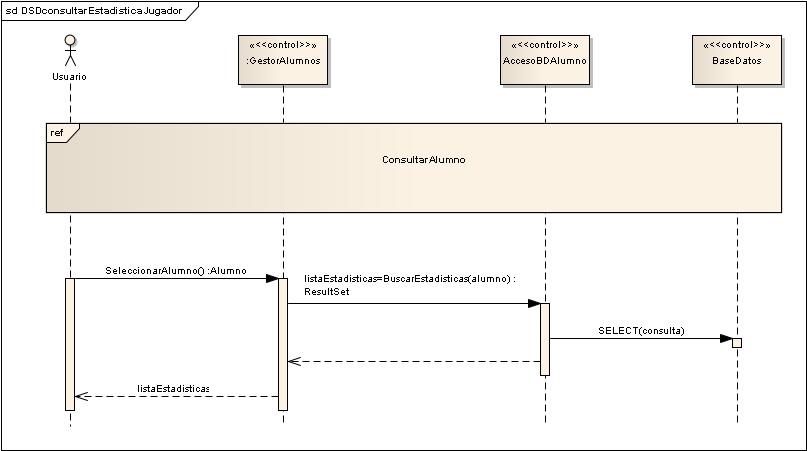 sd DSDconsultarEstadisticaJugador
Usuario
«<<control>>»
:GestorAlumnos
«<<control>>»
AccesoBDAlumno
«<<control>>»
BaseDatos
ref
ConsultarAlumno
SeleccionarAlumno() :Alumno
listaEstadisticas=BuscarEstadisticas(alumno) :
ResultSet
SELECT(consulta)
listaEstadisticas